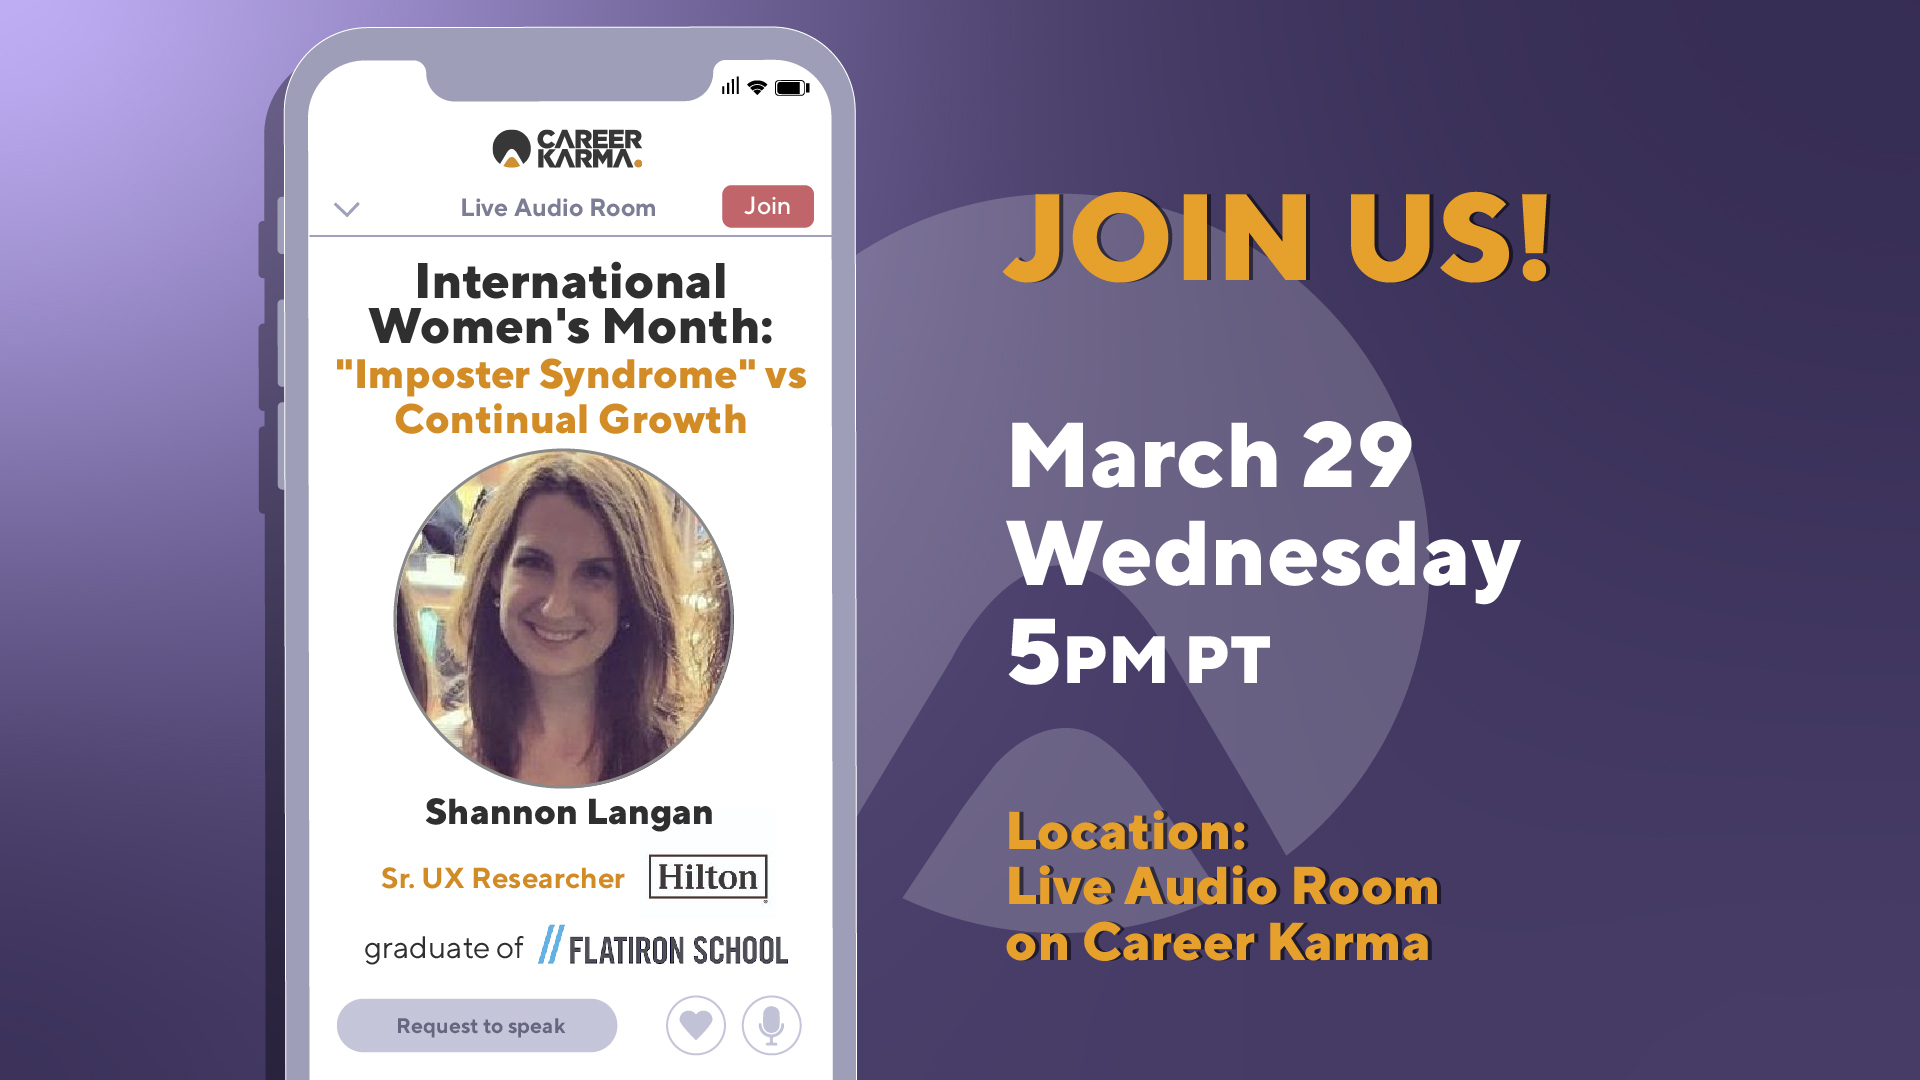 CAREER
KARMA.
Live Audio Room
Join
International
Women's Month:
"Imposter Syndrome" vs
Continual Growth
Shannon Langan
Sr. UX Researcher
Hilton
graduate of
// FLATIRON SCHOOL
Request to speak
JOIN US!
March 29
Wednesday
5PM PT
Location:
Live Audio Room
on Career Karma